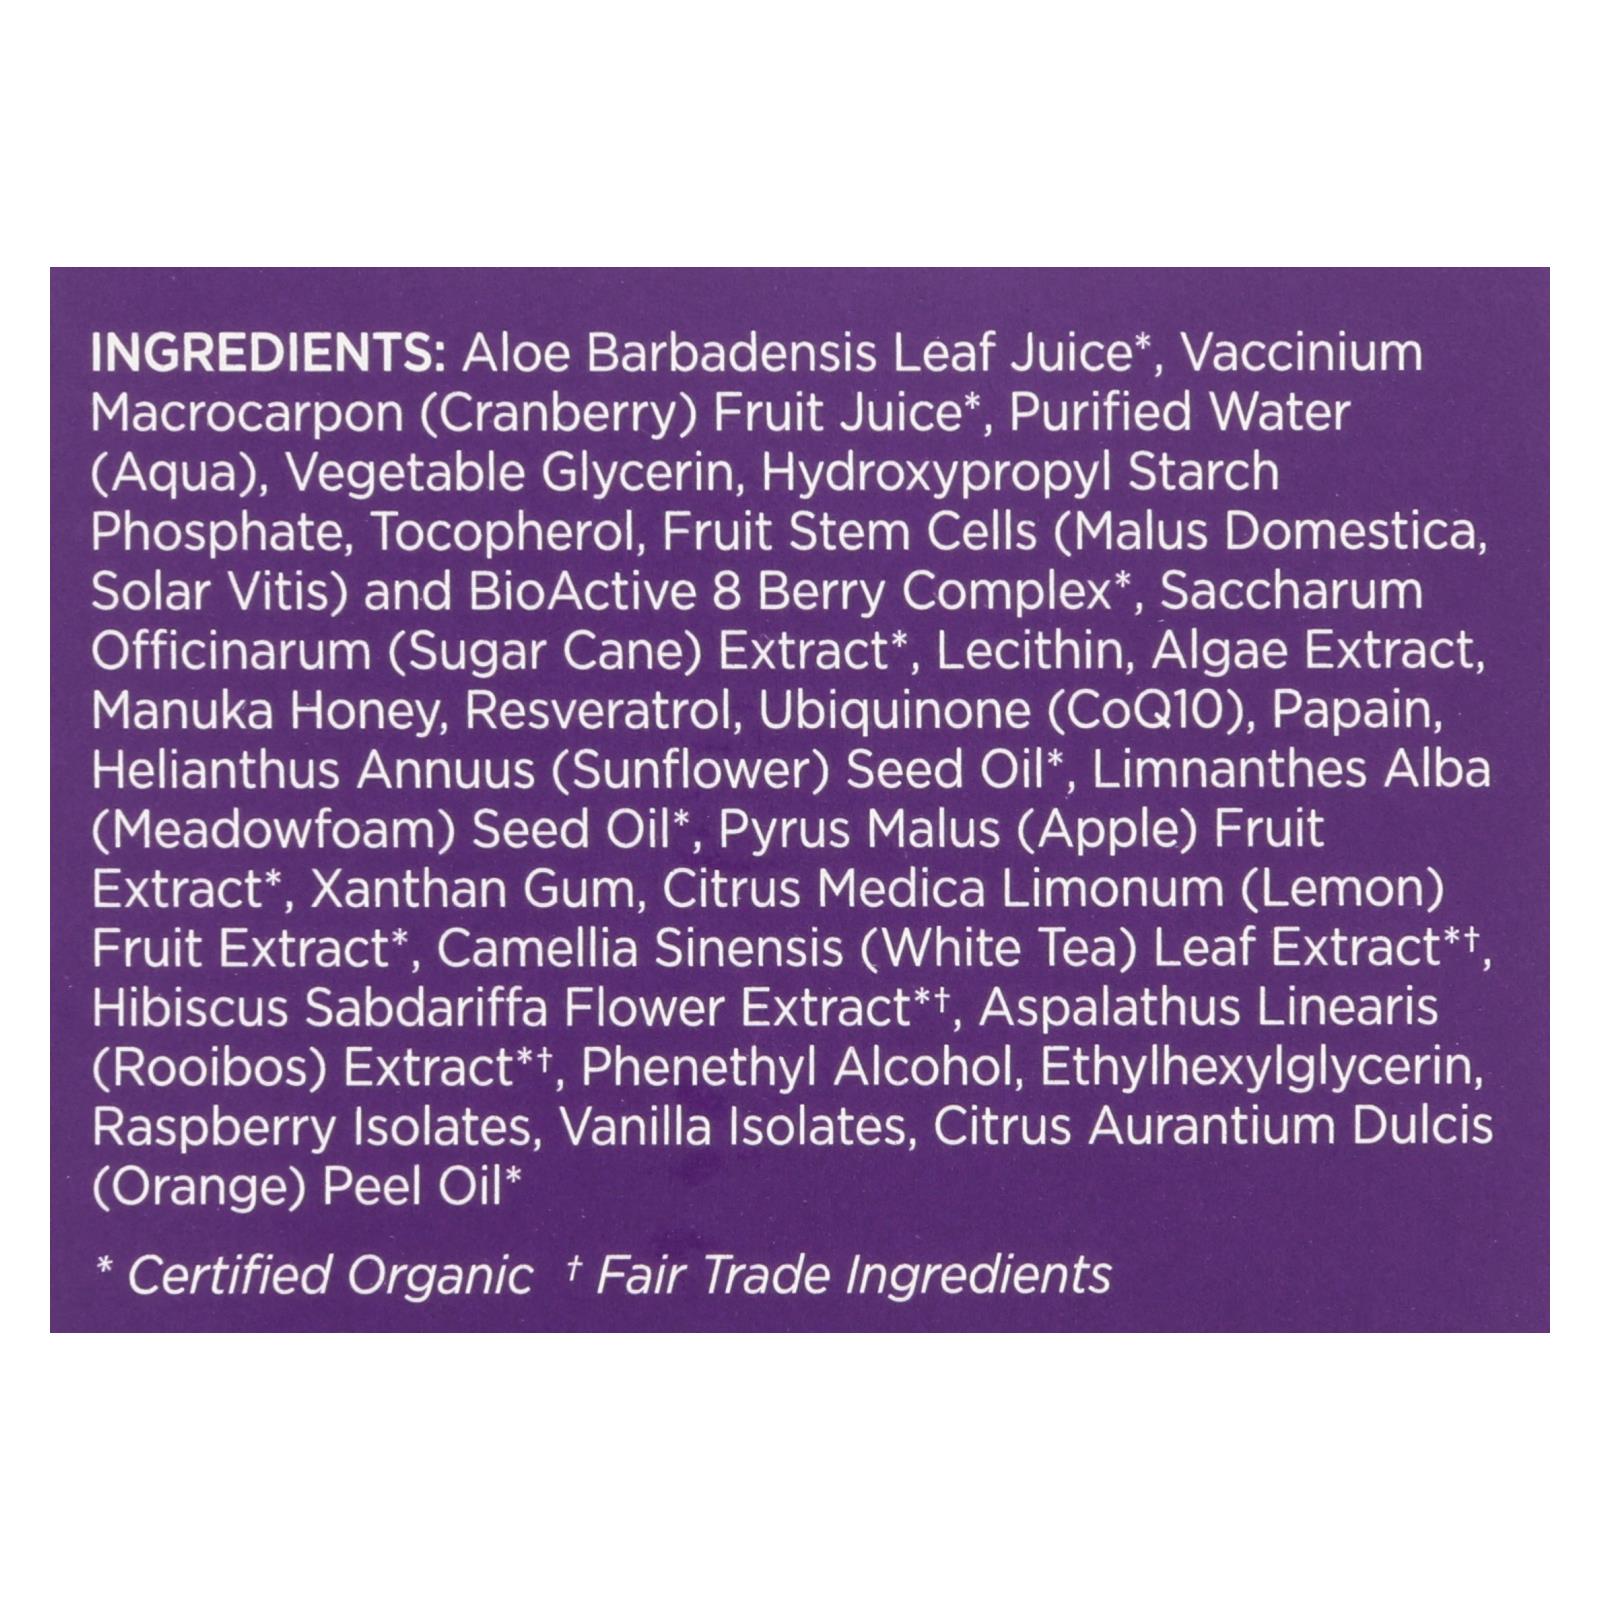 INGREDIENTS: Aloe Barbadensis Leaf Juice*, Vaccinium
Macrocarpon (Cranberry) Fruit Juice*, Purified Water
(Aqua), Vegetable Glycerin, Hydroxypropyl Starch
Phosphate, Tocopherol, Fruit Stem Cells (Malus Domestica,
Solar Vitis) and BioActive 8 Berry Complex*, Saccharum
Officinarum (Sugar Cane) Extract*, Lecithin, Algae Extract,
Manuka Honey, Resveratrol, Ubiquinone (CoQ10), Papain,
Helianthus Annuus (Sunflower) Seed Oil*, Limnanthes Alba
(Meadowfoam) Seed Oil*, Pyrus Malus (Apple) Fruit
Extract*, Xanthan Gum, Citrus Medica Limonum (Lemon)
Fruit Extract*, Camellia Sinensis (White Tea) Leaf Extract*†,
Hibiscus Sabdariffa Flower Extract*†, Aspalathus Linearis
(Rooibos) Extract*†, Phenethyl Alcohol, Ethylhexylglycerin,
Raspberry Isolates, Vanilla Isolates, Citrus Aurantium Dulcis
(Orange) Peel Oil*
* Certified Organic † Fair Trade Ingredients